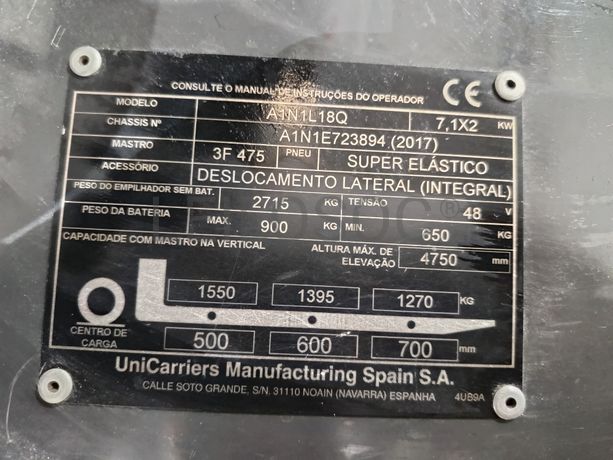 CONSULTE O MANUAL DE INSTRUÇÕES DO OPERADOR CE
MODELO A1N1L18Q 7,1X2 KW
CHASSIS Nº A1N1E723894 (2017)
MASTRO 3F 475 PNEU SUPER ELÁSTICO
ACESSÓRIO DESLOCAMENTO LATERAL (INTEGRAL)
PESO DO EMPILHADOR SEM BAT. 2715 KG TENSÃO 48 V
PESO DA BATERIA MAX. 900 KG MIN. 650 KG
CAPACIDADE COM MASTRO NA VERTICAL ALTURA MÁX. DE ELEVAÇÃO 4750 mm
1550 1395 1270 KG
CENTRO DE CARGA 500 600 700 mm
UniCarriers Manufacturing Spain S.A.
CALLE SOTO GRANDE, S/N. 31110 NOAIN (NAVARRA) ESPANHA 4UB9A